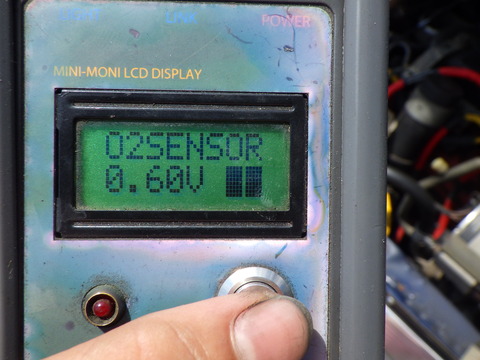 POWER
MINI-MONI LCD DISPLAY
O2SENSOR
0.60V